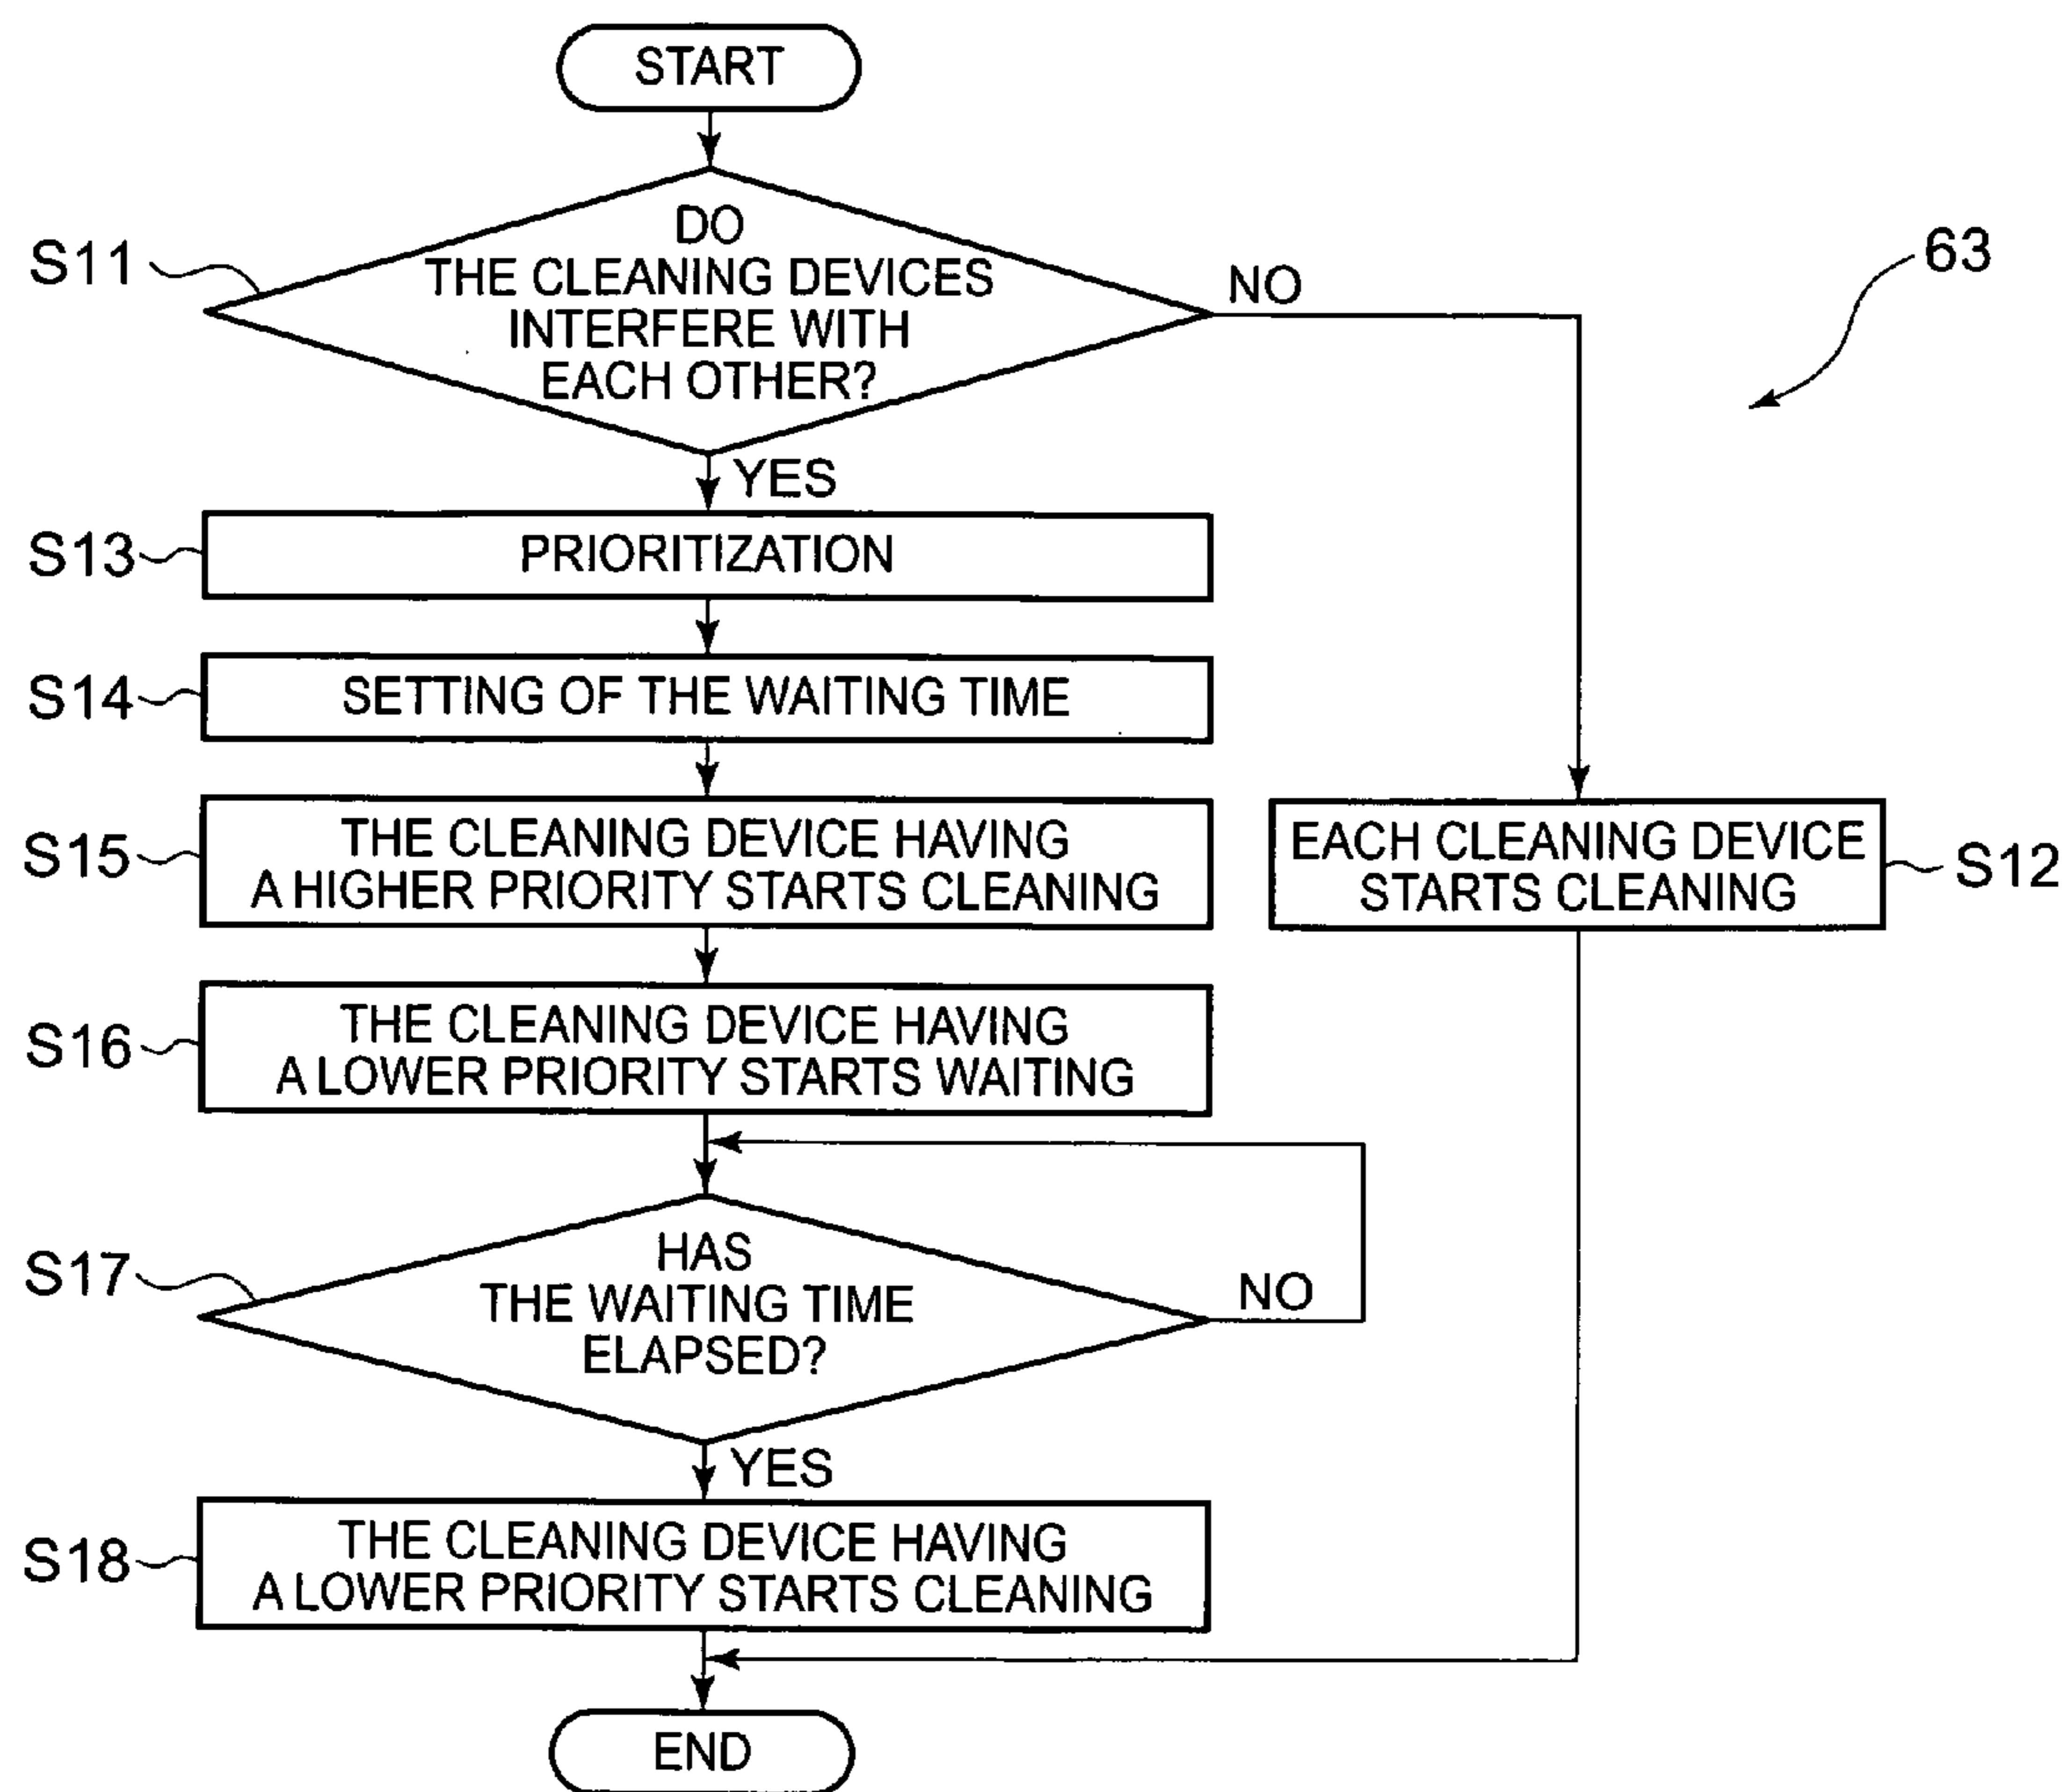 START
DO
THE CLEANING DEVICES
INTERFERE WITH
EACH OTHER?
S11
NO
63
YES
S13
PRIORITIZATION
S14
SETTING OF THE WAITING TIME
S15
THE CLEANING DEVICE HAVING
A HIGHER PRIORITY STARTS CLEANING
EACH CLEANING DEVICE
STARTS CLEANING
S12
S16
THE CLEANING DEVICE HAVING
A LOWER PRIORITY STARTS WAITING
S17
HAS
THE WAITING TIME
ELAPSED?
NO
YES
S18
THE CLEANING DEVICE HAVING
A LOWER PRIORITY STARTS CLEANING
END